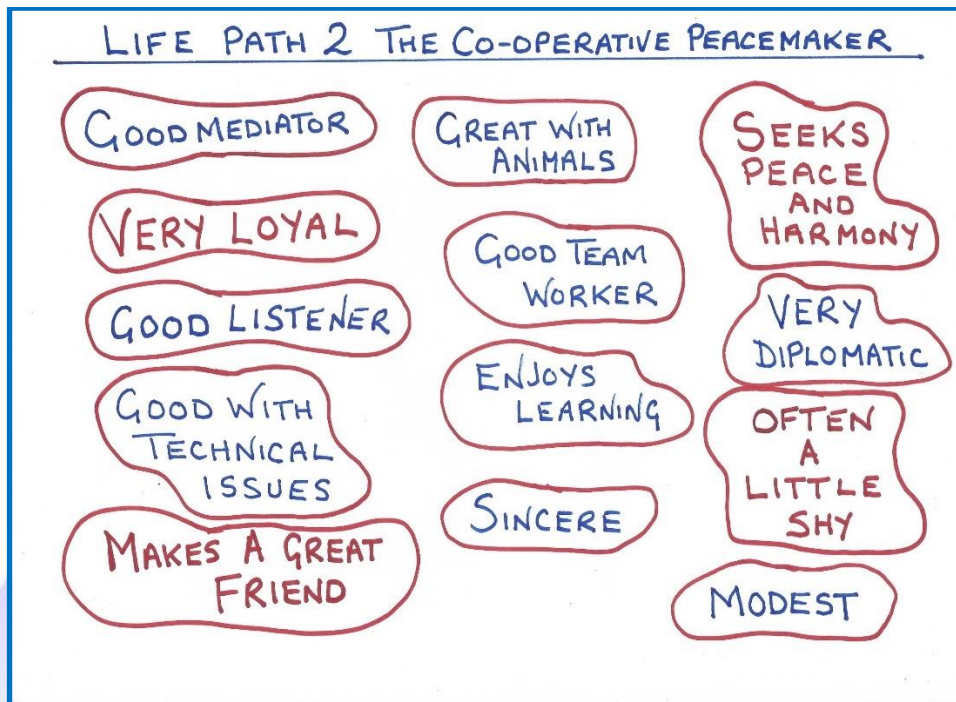 LIFE PATH 2 THE CO-OPERATIVE PEACEMAKER
GOOD MEDIATOR
VERY LOYAL
GOOD LISTENER
GOOD WITH
TECHNICAL
ISSUES
MAKES A GREAT
FRIEND
GREAT WITH
ANIMALS
GOOD TEAM
WORKER
ENJOYS
LEARNING
SINCERE
SEEKS
PEACE
AND
HARMONY
VERY
DIPLOMATIC
OFTEN
A
LITTLE
SHY
MODEST